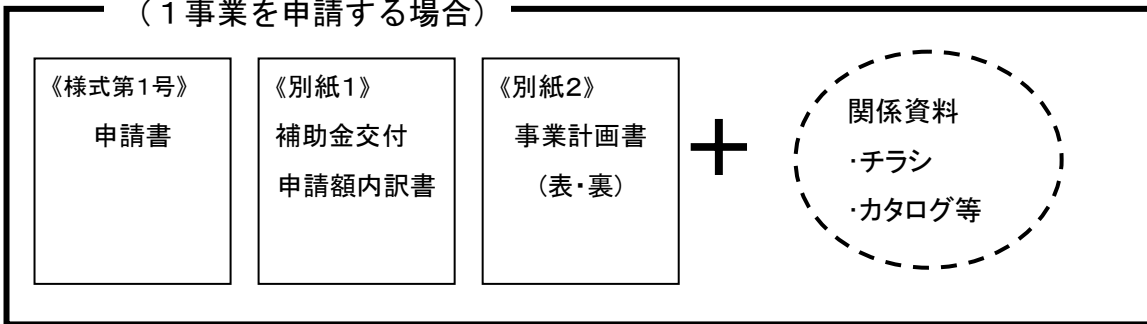 （１事業を申請する場合）
《様式第1号》
申請書
《別紙1》
補助金交付
申請額内訳書
《別紙2》
事業計画書
（表・裏）
＋
関係資料
・チラシ
・カタログ等